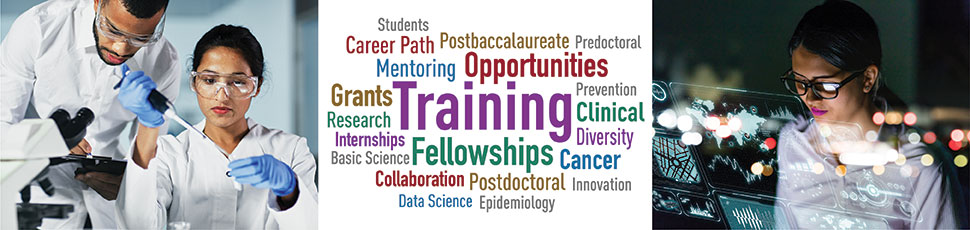 Students
Career Path Postbaccalaureate Predoctoral
Mentoring Opportunities
Grants Training Prevention
Research Clinical
Internships Diversity
Basic Science Fellowships Cancer
Collaboration Postdoctoral Innovation
Data Science Epidemiology